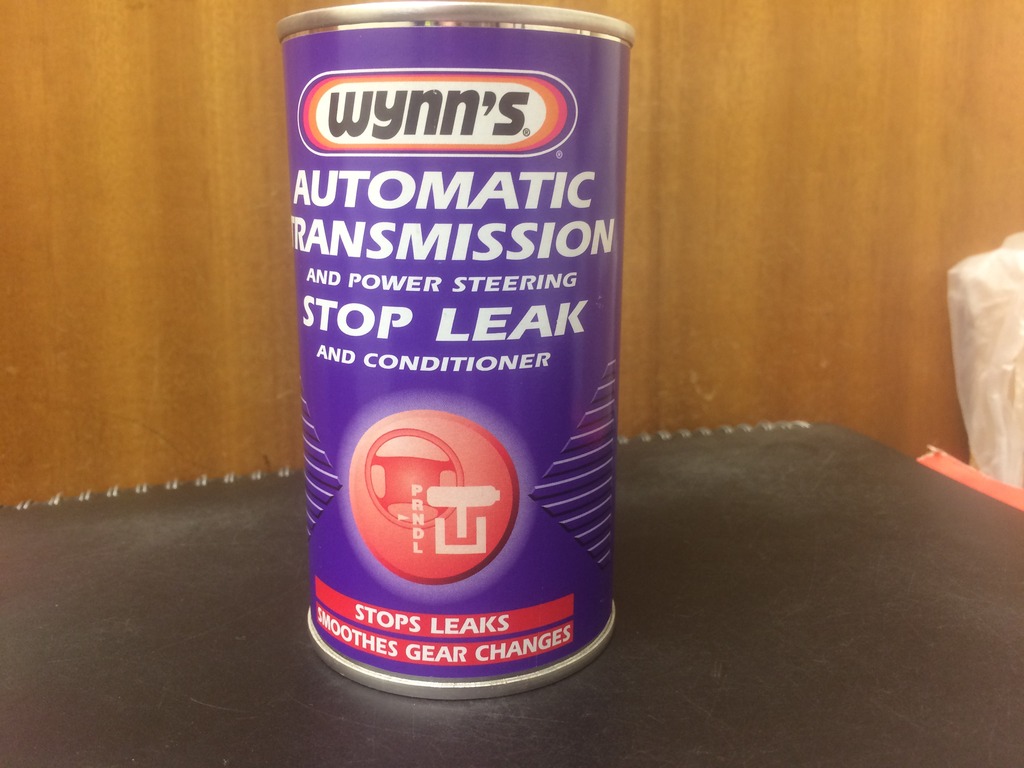 wynn's®
®
AUTOMATIC
TRANSMISSION
AND POWER STEERING
STOP LEAK
AND CONDITIONER
PRNDL
STOPS LEAKS
SMOOTHES GEAR CHANGES